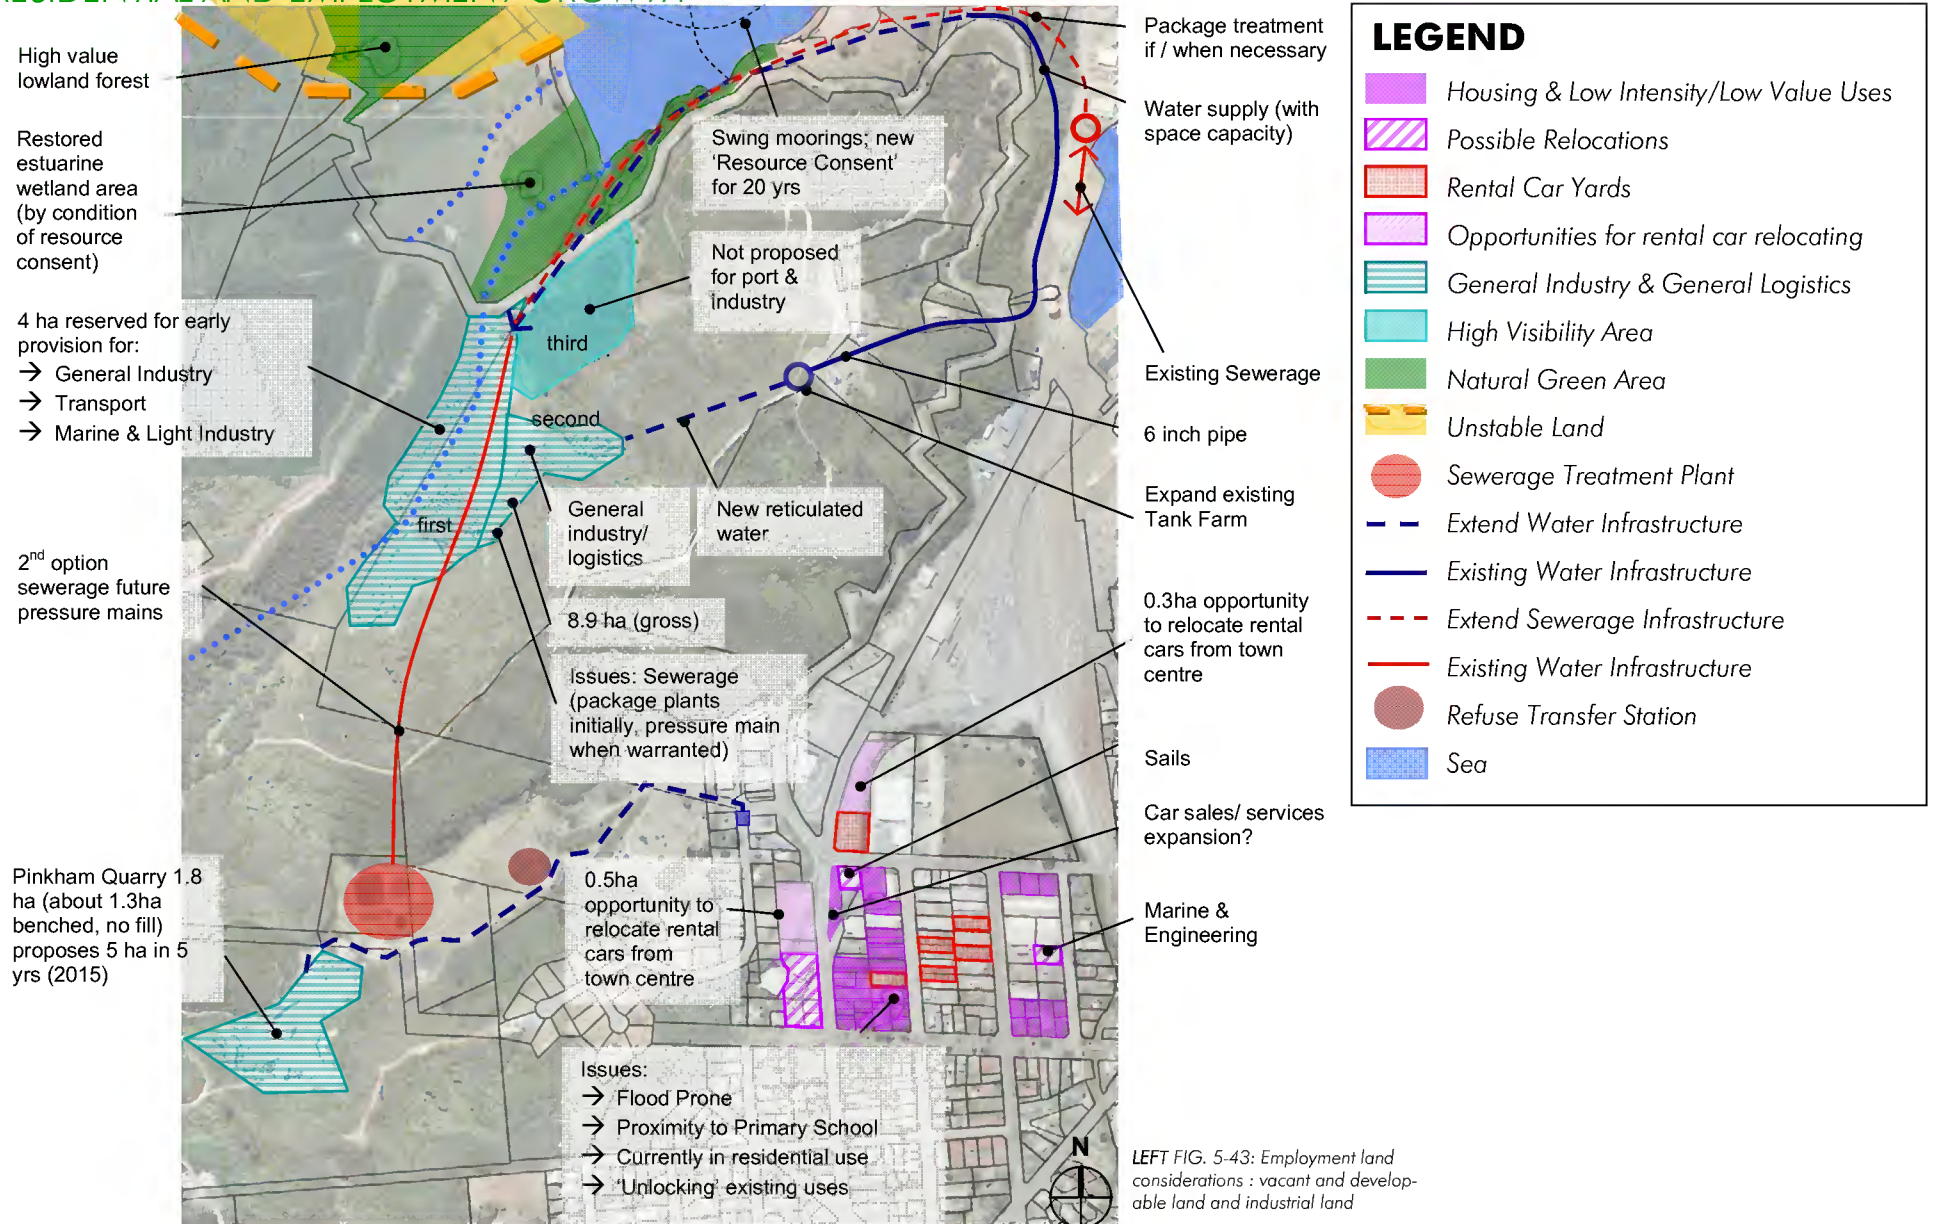 RESIDENTIAL AND EMPLOYMENT GROWTH
High value
lowland forest
Restored
estuarine
wetland area
(by condition
of resource
consent)
4 ha reserved for early
provision for:
→ General Industry
→ Transport
→ Marine & Light Industry
2nd option
sewerage future
pressure mains
Pinkham Quarry 1.8
ha (about 1.3ha
benched, no fill)
proposes 5 ha in 5
yrs (2015)
Swing moorings; new
'Resource Consent'
for 20 yrs
Not proposed
for port &
industry
third
second
first
General
industry/
logistics
New reticulated
water
8.9 ha (gross)
Issues: Sewerage
(package plants
initially, pressure main
when warranted)
0.5ha
opportunity to
relocate rental
cars from
town centre
Issues:
→ Flood Prone
→ Proximity to Primary School
→ Currently in residential use
→ 'Unlocking' existing uses
N
Package treatment
if / when necessary
Water supply (with
space capacity)
Existing Sewerage
6 inch pipe
Expand existing
Tank Farm
0.3ha opportunity
to relocate rental
cars from town
centre
Sails
Car sales/ services
expansion?
Marine &
Engineering
LEFT FIG. 5-43: Employment land
considerations : vacant and develop-
able land and industrial land
LEGEND
Housing & Low Intensity/Low Value Uses
Possible Relocations
Rental Car Yards
Opportunities for rental car relocating
General Industry & General Logistics
High Visibility Area
Natural Green Area
Unstable Land
Sewerage Treatment Plant
Extend Water Infrastructure
Existing Water Infrastructure
Extend Sewerage Infrastructure
Existing Water Infrastructure
Refuse Transfer Station
Sea